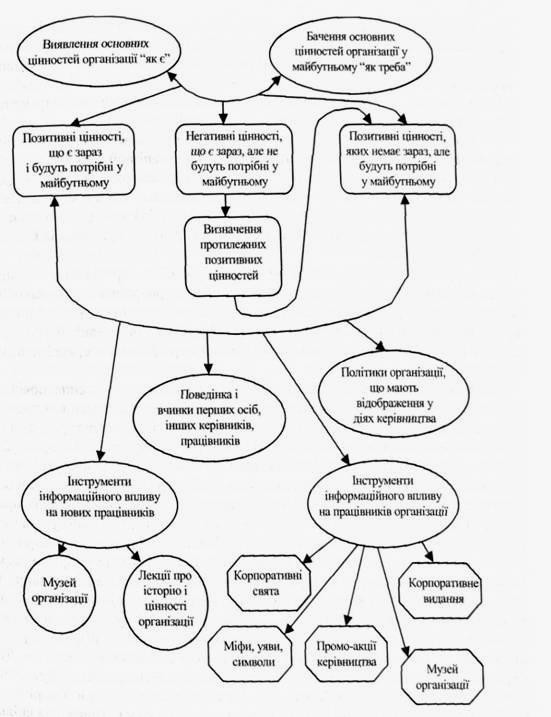 Виявлення основних
цінностей організації “як є”
Бачення основних
цінностей організації у
майбутньому “як треба”
Позитивні цінності,
що є зараз
і будуть потрібні у
майбутньому
Негативні цінності,
що є зараз, але не
будуть потрібні у
майбутньому
Позитивні цінності,
яких немає зараз, але
будуть потрібні
у майбутньому
Визначення
протилежних
позитивних
цінностей
Поведінка і
вчинки перших осіб,
інших керівників,
працівників
Політики організації,
що мають
відображення у
діях керівництва
Інструменти
інформаційного впливу
на нових працівників
Інструменти
інформаційного впливу
на працівників організації
Музей
організації
Лекції про
історію і
цінності
організації
Корпоративні
свята
Корпоративне
видання
Міфи, уяви,
символи
Промо-акції
керівництва
Музей
організації